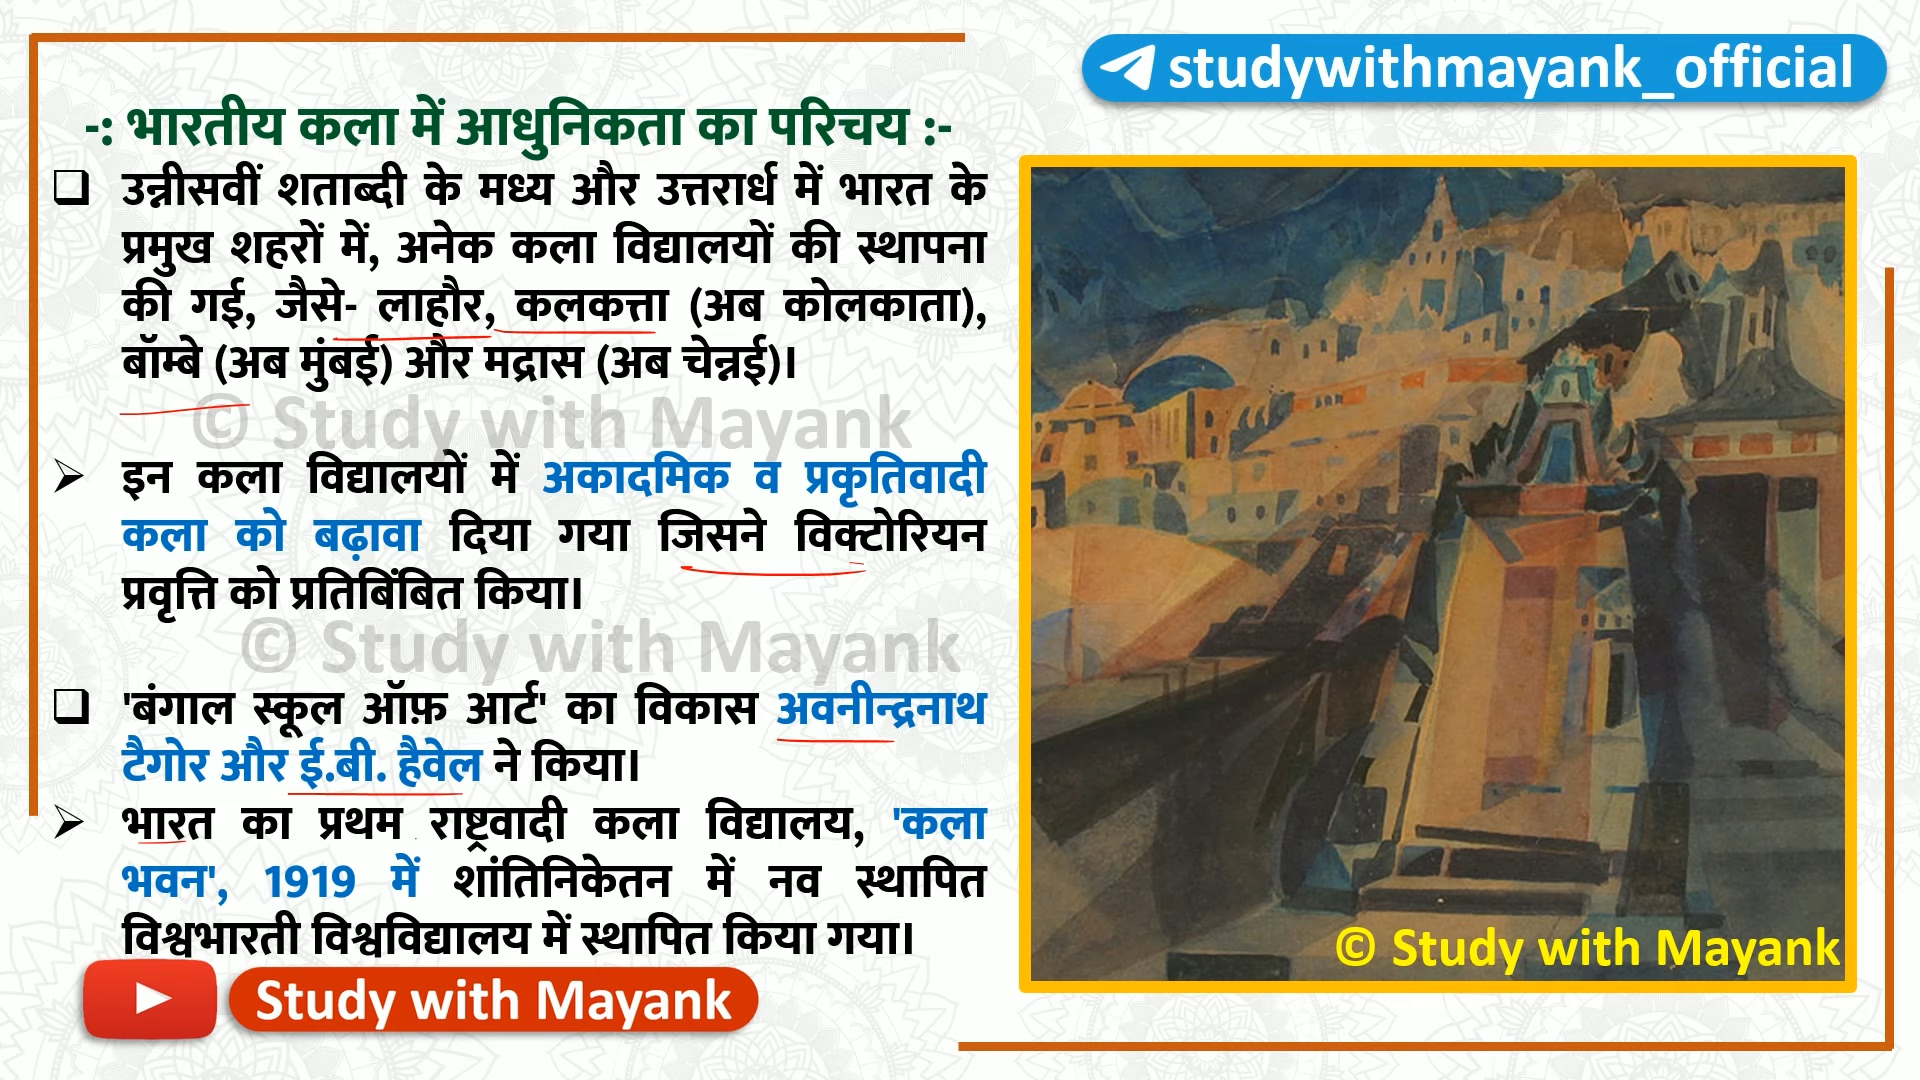 studywithmayank_official
-: भारतीय कला में आधुनिकता का परिचय :-
उन्नीसवीं शताब्दी के मध्य और उत्तरार्ध में भारत के
प्रमुख शहरों में, अनेक कला विद्यालयों की स्थापना
की गई, जैसे- लाहौर, कलकत्ता (अब कोलकाता),
बॉम्बे (अब मुंबई) और मद्रास (अब चेन्नई)।
© Study with Mayank
इन कला विद्यालयों में अकादमिक व प्रकृतिवादी
कला को बढ़ावा दिया गया जिसने विक्टोरियन
प्रवृत्ति को प्रतिबिंबित किया।
© Study with Mayank
'बंगाल स्कूल ऑफ़ आर्ट' का विकास अवनीन्द्रनाथ
टैगोर और ई.बी. हैवेल ने किया।
भारत का प्रथम राष्ट्रवादी कला विद्यालय, 'कला
भवन', 1919 में शांतिनिकेतन में नव स्थापित
विश्वभारती विश्वविद्यालय में स्थापित किया गया।
© Study with Mayank
Study with Mayank